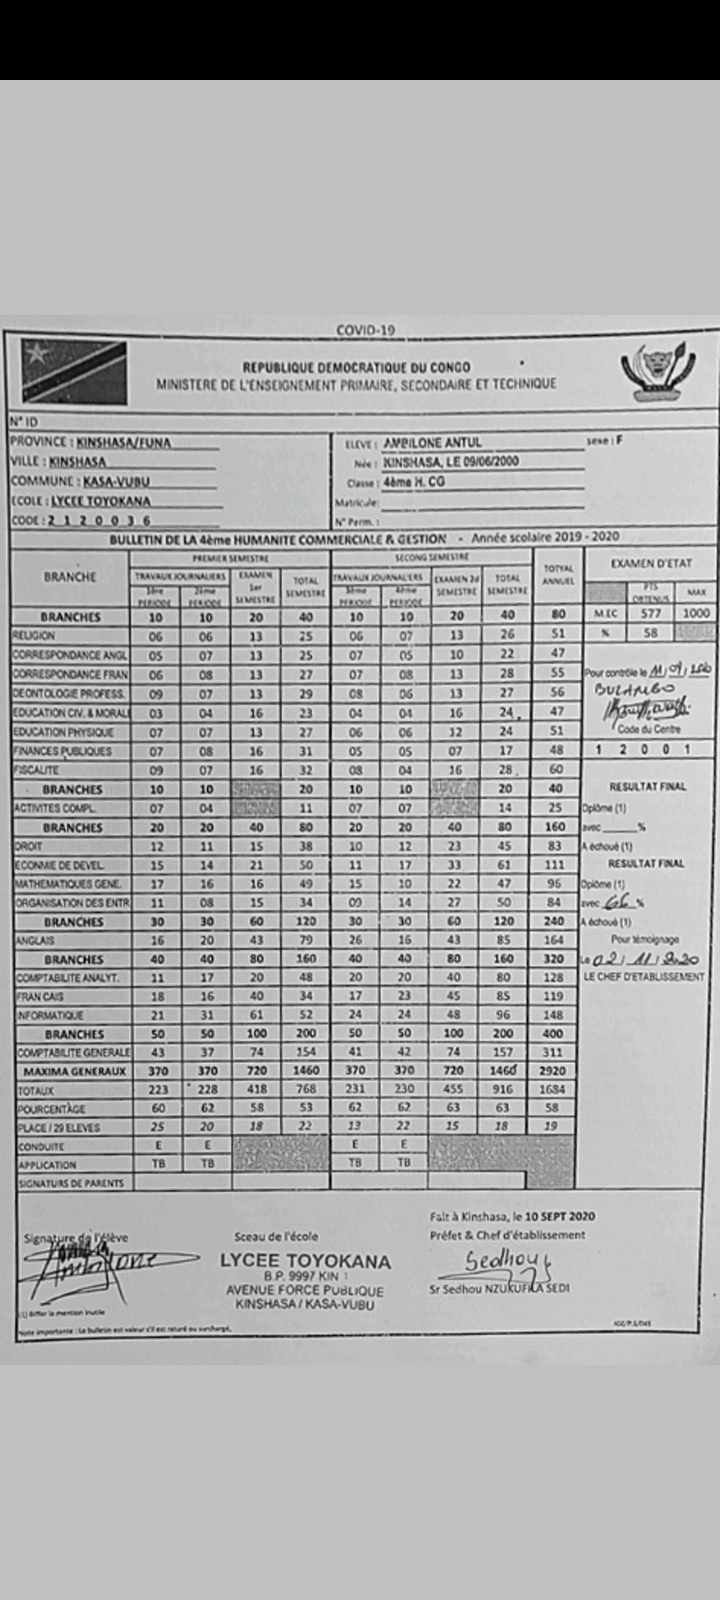 COVID-19
REPUBLIQUE DEMOCRATIQUE DU CONGO
MINISTERE DE L'ENSEIGNEMENT PRIMAIRE, SECONDAIRE ET TECHNIQUE
N° ID
PROVINCE : KINSHASA/FUNA
VILLE : KINSHASA
COMMUNE : KASA-VUBU
ECOLE : LYCEE TOYOKANA
CODE : 2 1 2 0 0 3 6
ELEVE : AMBILONE ANTUL sexe : F
Née : KINSHASA, LE 09/06/2000
Classe : 4ème H. CG
Matricule:
N° Perm. :
BULLETIN DE LA 4ème HUMANITE COMMERCIALE & GESTION - Année scolaire 2019 - 2020
BRANCHE PREMIER SEMESTRE SECOND SEMESTRE TOTYAL ANNUEL
TRAVAUX JOURNALIERS EXAMEN 1er SEMESTRE TOTAL SEMESTRE TRAVAUX JOURNALIERS EXAMEN 2d SEMESTRE TOTAL SEMESTRE
1ère PERIODE 2ème PERIODE 3ème PERIODE 4ème PERIODE
BRANCHES 10 10 20 40 10 10 20 40 80
RELIGION 06 06 13 25 06 07 13 26 51
CORRESPONDANCE ANGL 05 07 13 25 07 05 10 22 47
CORRESPONDANCE FRAN 06 08 13 27 07 08 13 28 55
DEONTOLOGIE PROFESS. 09 07 13 29 08 06 13 27 56
EDUCATION CIV. & MORAL 03 04 16 23 04 04 16 24 47
EDUCATION PHYSIQUE 07 07 13 27 06 06 12 24 51
FINANCES PUBLIQUES 07 08 16 31 05 05 07 17 48
FISCALITE 09 07 16 32 08 04 16 28 60
BRANCHES 10 10 20 10 10 20 40
ACTIVITES COMPL. 07 04 11 07 07 14 25
BRANCHES 20 20 40 80 20 20 40 80 160
DROIT 12 11 15 38 10 12 23 45 83
ECONMIE DE DEVEL. 15 14 21 50 11 17 33 61 111
MATHEMATIQUES GENE. 17 16 16 49 15 10 22 47 96
ORGANISATION DES ENTR 11 08 15 34 09 14 27 50 84
BRANCHES 30 30 60 120 30 30 60 120 240
ANGLAIS 16 20 43 79 26 16 43 85 164
BRANCHES 40 40 80 160 40 40 80 160 320
COMPTABILITE ANALYT. 11 17 20 48 20 20 40 80 128
FRANCAIS 18 16 40 34 17 23 45 85 119
INFORMATIQUE 21 31 61 52 24 24 48 96 148
BRANCHES 50 50 100 200 50 50 100 200 400
COMPTABILITE GENERALE 43 37 74 154 41 42 74 157 311
MAXIMA GENERAUX 370 370 720 1460 370 370 720 1460 2920
TOTAUX 223 228 418 768 231 230 455 916 1684
POURCENTAGE 60 62 58 53 62 62 63 63 58
PLACE / 29 ELEVES 25 20 18 22 13 22 15 18 19
CONDUITE E E E E
APPLICATION TB TB TB TB
SIGNATURS DE PARENTS
EXAMEN D'ETAT
PTS OBTENUS MAX
M.EC 577 1000
% 58
Pour contrôle le 11/09/2020
BULAMBO
Code du Centre
1 2 0 0 1
RESULTAT FINAL
Diplôme (1)
avec %
A échoué (1)
RESULTAT FINAL
Diplôme (1)
avec 66 %
A échoué (1)
Pour témoignage
Le 02/11/2020
LE CHEF D'ETABLISSEMENT
Fait à Kinshasa, le 10 SEPT 2020
Signature de l'élève
Sceau de l'école
Préfet & Chef d'établissement
LYCEE TOYOKANA
B.P. 9997 KIN 1
AVENUE FORCE PUBLIQUE
KINSHASA / KASA-VUBU
Sedhou
Sr Sedhou NZUKUFILA SEDI
(1) Biffer la mention inutile
Note importante : Le bulletin est valeur s'il est raturé ou surchargé.